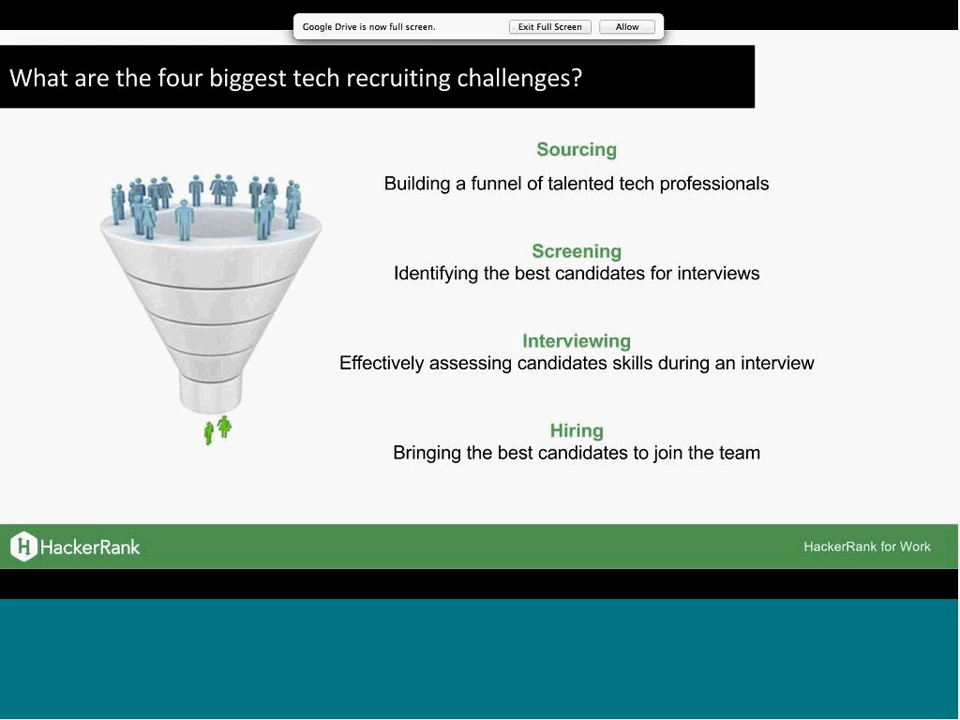 Google Drive is now full screen. Exit Full Screen Allow
What are the four biggest tech recruiting challenges?
Sourcing
Building a funnel of talented tech professionals
Screening
Identifying the best candidates for interviews
Interviewing
Effectively assessing candidates skills during an interview
Hiring
Bringing the best candidates to join the team
H HackerRank
HackerRank for Work